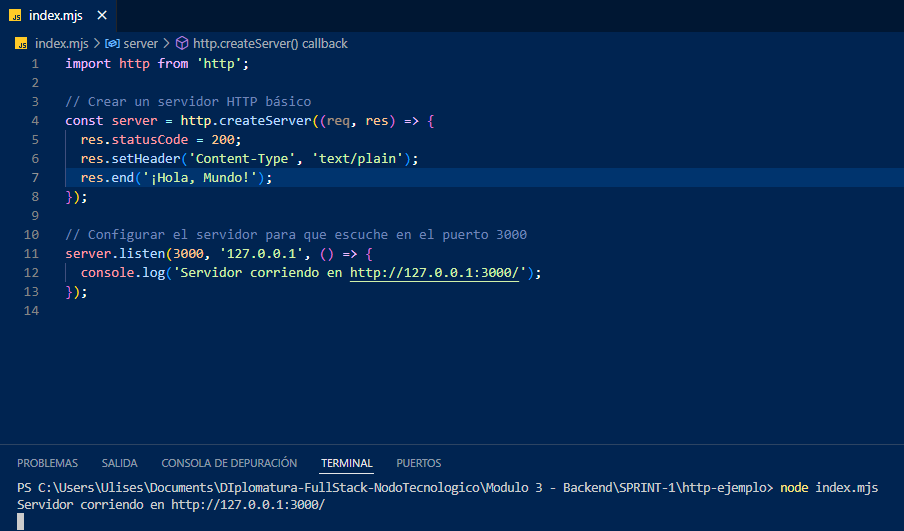 JS index.mjs
JS index.mjs > server > http.createServer() callback
1 import http from 'http';
2
3 // Crear un servidor HTTP básico
4 const server = http.createServer((req, res) => {
5 res.statusCode = 200;
6 res.setHeader('Content-Type', 'text/plain');
7 res.end('¡Hola, Mundo!');
8 });
9
10 // Configurar el servidor para que escuche en el puerto 3000
11 server.listen(3000, '127.0.0.1', () => {
12 console.log('Servidor corriendo en http://127.0.0.1:3000/');
13 });
14
PROBLEMAS SALIDA CONSOLA DE DEPURACIÓN TERMINAL PUERTOS
PS C:\Users\Ulises\Documents\DIplomatura-FullStack-NodoTecnologico\Modulo 3 - Backend\SPRINT-1\http-ejemplo> node index.mjs
Servidor corriendo en http://127.0.0.1:3000/